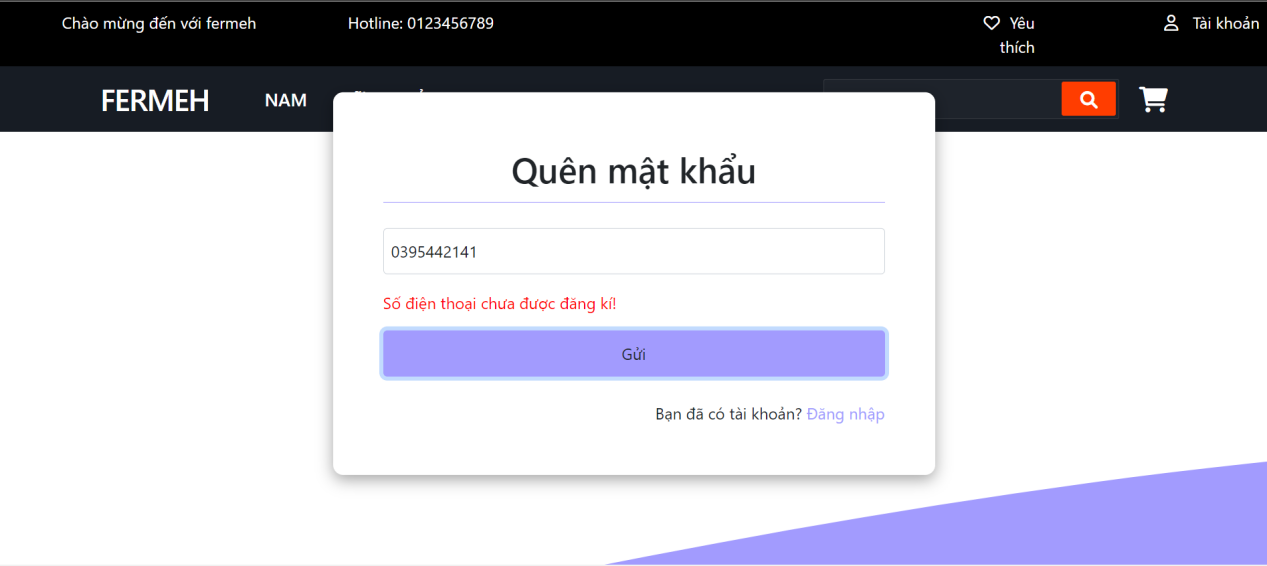 Chào mừng đến với fermeh
Hotline: 0123456789
Yêu
thích
Tài khoản
FERMEH
NAM
Quên mật khẩu
0395442141
Số điện thoại chưa được đăng kí!
Gửi
Bạn đã có tài khoản? Đăng nhập